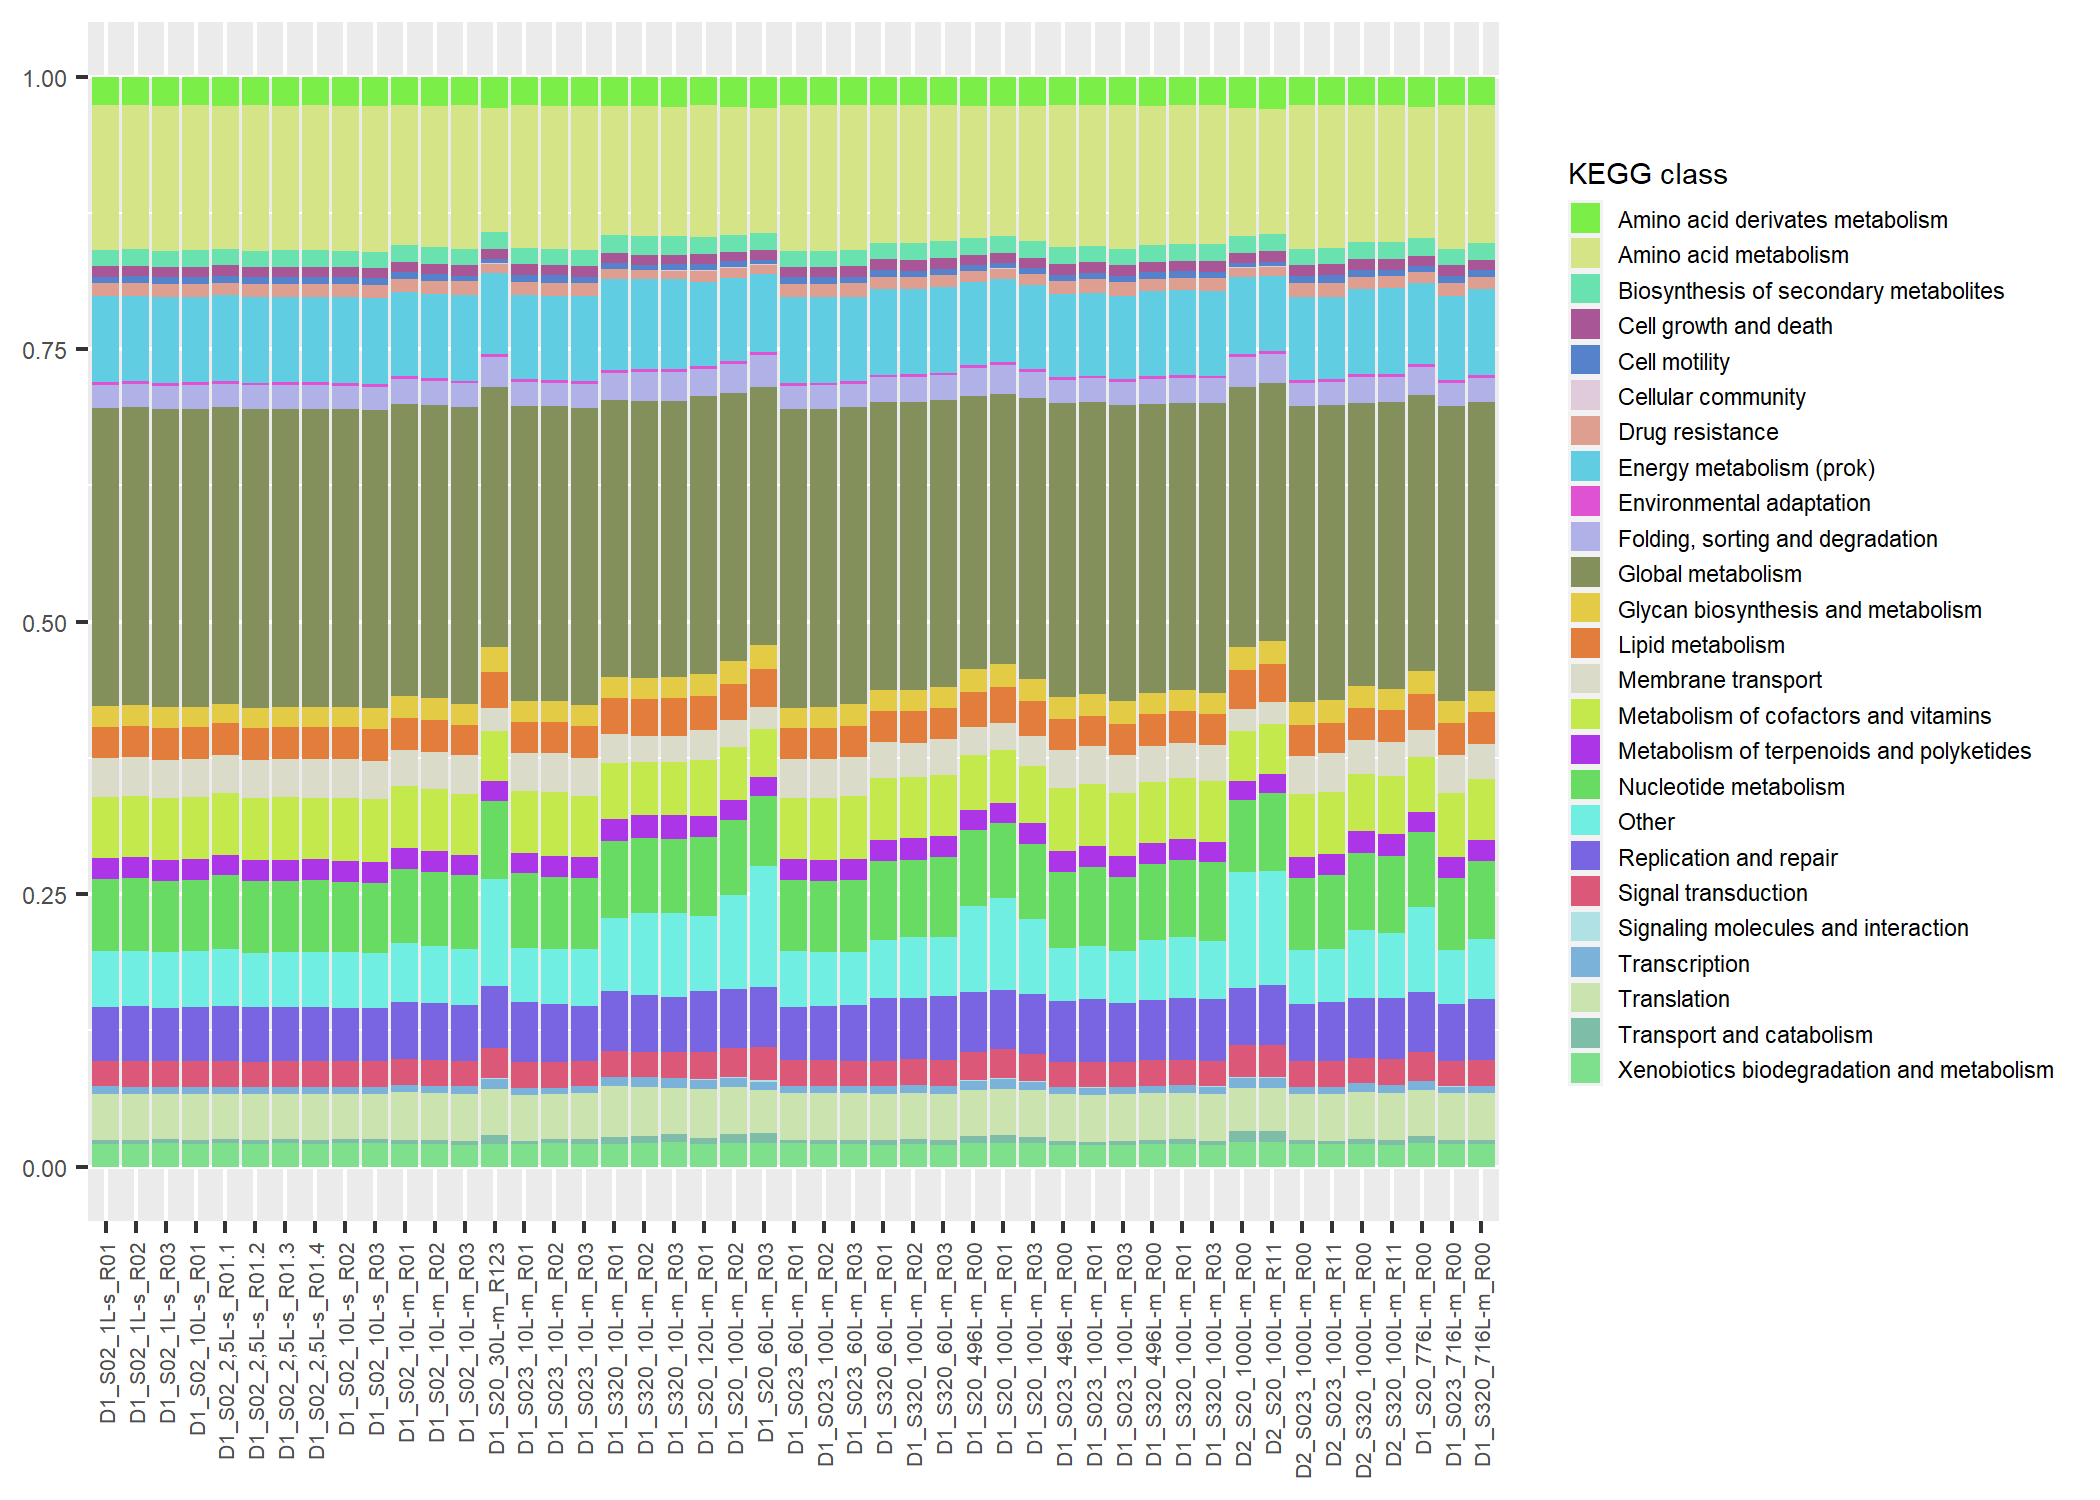 1.00
0.75
0.50
0.25
0.00
D1_S02_1L-s_R01
D1_S02_1L-s_R02
D1_S02_1L-s_R03
D1_S02_10L-s_R01
D1_S02_2,5L-s_R01.1
D1_S02_2,5L-s_R01.2
D1_S02_2,5L-s_R01.3
D1_S02_2,5L-s_R01.4
D1_S02_10L-s_R02
D1_S02_10L-s_R03
D1_S02_10L-m_R01
D1_S02_10L-m_R02
D1_S02_10L-m_R03
D1_S20_30L-m_R123
D1_S023_10L-m_R01
D1_S023_10L-m_R02
D1_S023_10L-m_R03
D1_S320_10L-m_R01
D1_S320_10L-m_R02
D1_S320_10L-m_R03
D1_S20_120L-m_R01
D1_S20_100L-m_R02
D1_S20_60L-m_R03
D1_S023_60L-m_R01
D1_S023_100L-m_R02
D1_S023_60L-m_R03
D1_S320_60L-m_R01
D1_S320_100L-m_R02
D1_S320_60L-m_R03
D1_S20_496L-m_R00
D1_S20_100L-m_R01
D1_S20_100L-m_R03
D1_S023_496L-m_R00
D1_S023_100L-m_R01
D1_S023_100L-m_R03
D1_S320_496L-m_R00
D1_S320_100L-m_R01
D1_S320_100L-m_R03
D2_S20_1000L-m_R00
D2_S20_100L-m_R11
D2_S023_1000L-m_R00
D2_S023_100L-m_R11
D2_S320_1000L-m_R00
D2_S320_100L-m_R11
D1_S20_776L-m_R00
D1_S023_716L-m_R00
D1_S320_716L-m_R00
KEGG class
Amino acid derivates metabolism
Amino acid metabolism
Biosynthesis of secondary metabolites
Cell growth and death
Cell motility
Cellular community
Drug resistance
Energy metabolism (prok)
Environmental adaptation
Folding, sorting and degradation
Global metabolism
Glycan biosynthesis and metabolism
Lipid metabolism
Membrane transport
Metabolism of cofactors and vitamins
Metabolism of terpenoids and polyketides
Nucleotide metabolism
Other
Replication and repair
Signal transduction
Signaling molecules and interaction
Transcription
Translation
Transport and catabolism
Xenobiotics biodegradation and metabolism